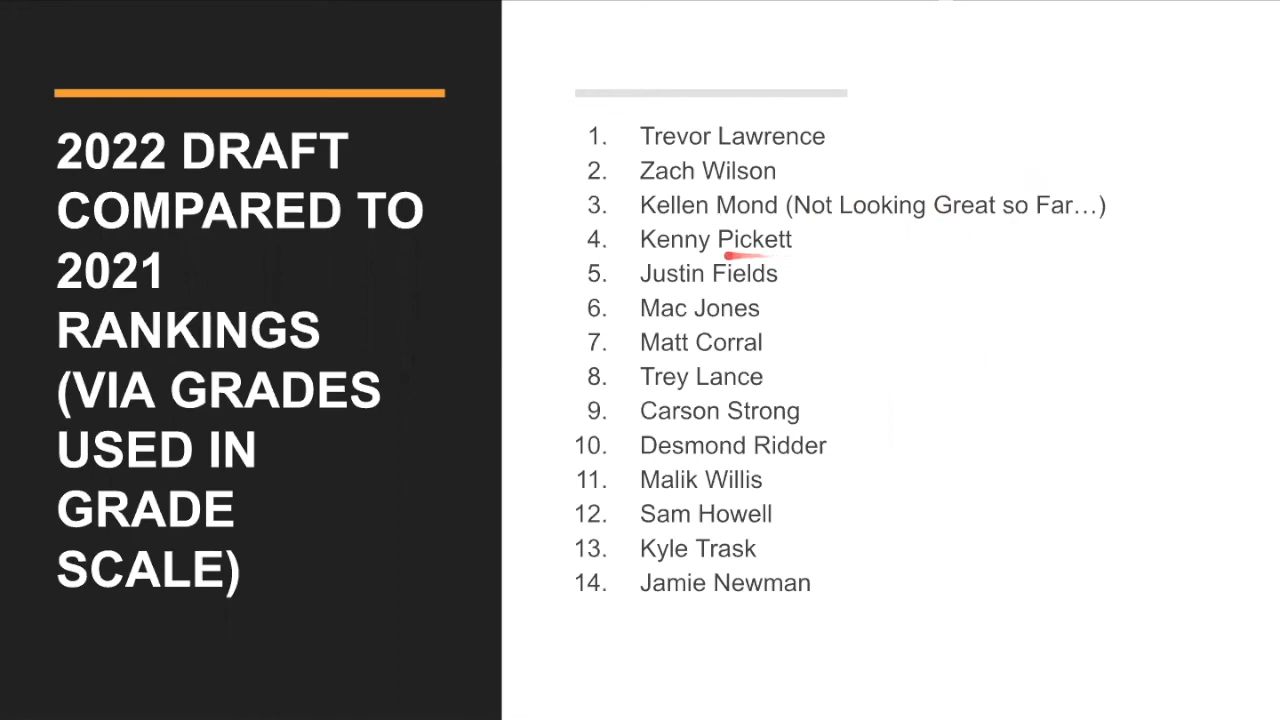 2022 DRAFT
COMPARED TO
2021
RANKINGS
(VIA GRADES
USED IN
GRADE
SCALE)
1. Trevor Lawrence
2. Zach Wilson
3. Kellen Mond (Not Looking Great so Far…)
4. Kenny Pickett
5. Justin Fields
6. Mac Jones
7. Matt Corral
8. Trey Lance
9. Carson Strong
10. Desmond Ridder
11. Malik Willis
12. Sam Howell
13. Kyle Trask
14. Jamie Newman